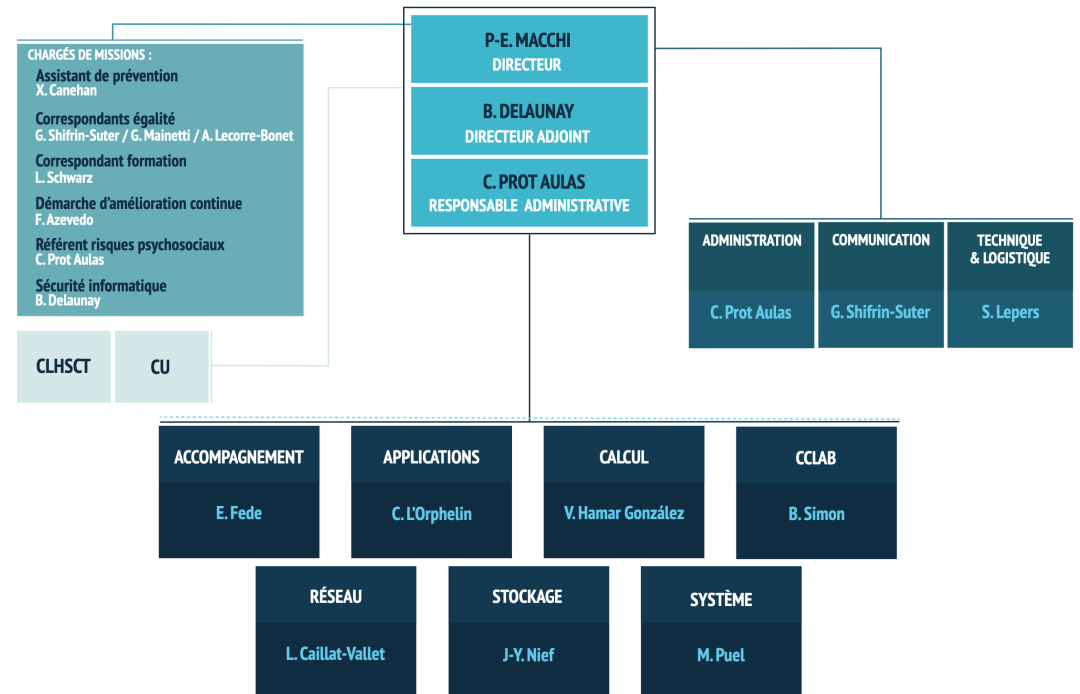 P-E. MACCHI
DIRECTEUR
B. DELAUNAY
DIRECTEUR ADJOINT
C. PROT AULAS
RESPONSABLE ADMINISTRATIVE
CHARGÉS DE MISSIONS :
Assistant de prévention
X. Canehan
Correspondants égalité
G. Shifrin-Suter / G. Mainetti / A. Lecorre-Bonet
Correspondant formation
L. Schwarz
Démarche d'amélioration continue
F. Azevedo
Référent risques psychosociaux
C. Prot Aulas
Sécurité informatique
B. Delaunay
CLHSCT
CU
ADMINISTRATION
C. Prot Aulas
COMMUNICATION
G. Shifrin-Suter
TECHNIQUE
& LOGISTIQUE
S. Lepers
ACCOMPAGNEMENT
E. Fede
APPLICATIONS
C. L'Orphelin
CALCUL
V. Hamar González
CCLAB
B. Simon
RÉSEAU
L. Caillat-Vallet
STOCKAGE
J-Y. Nief
SYSTÈME
M. Puel